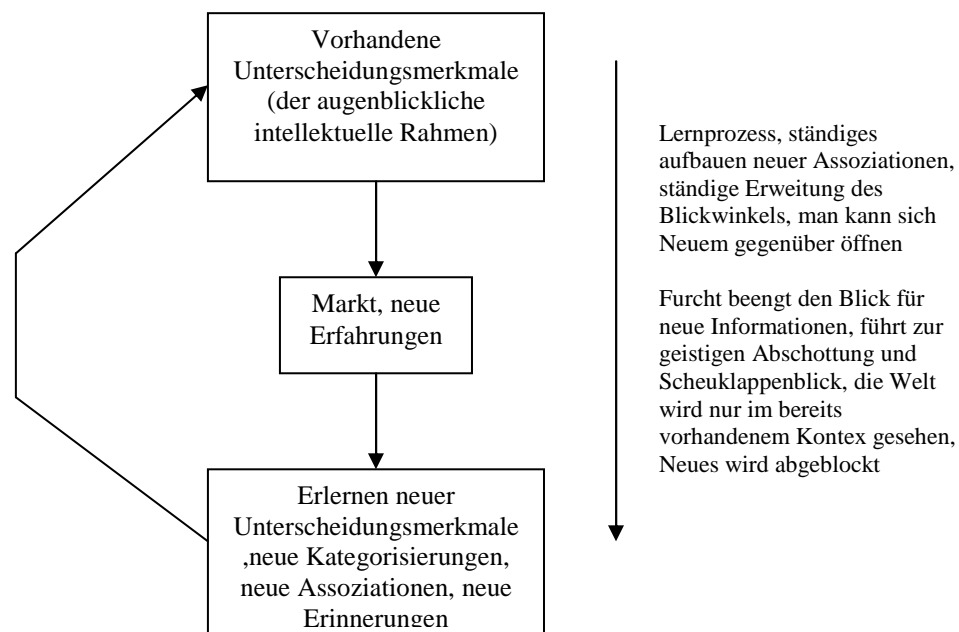 Vorhandene
Unterscheidungsmerkmale
(der augenblickliche
intellektuelle Rahmen)
Markt, neue
Erfahrungen
Erlernen neuer
Unterscheidungsmerkmale
,neue Kategorisierungen,
neue Assoziationen, neue
Erinnerungen
Lernprozess, ständiges
aufbauen neuer Assoziationen,
ständige Erweitung des
Blickwinkels, man kann sich
Neuem gegenüber öffnen
Furcht beengt den Blick für
neue Informationen, führt zur
geistigen Abschottung und
Scheuklappenblick, die Welt
wird nur im bereits
vorhandenem Kontex gesehen,
Neues wird abgeblockt